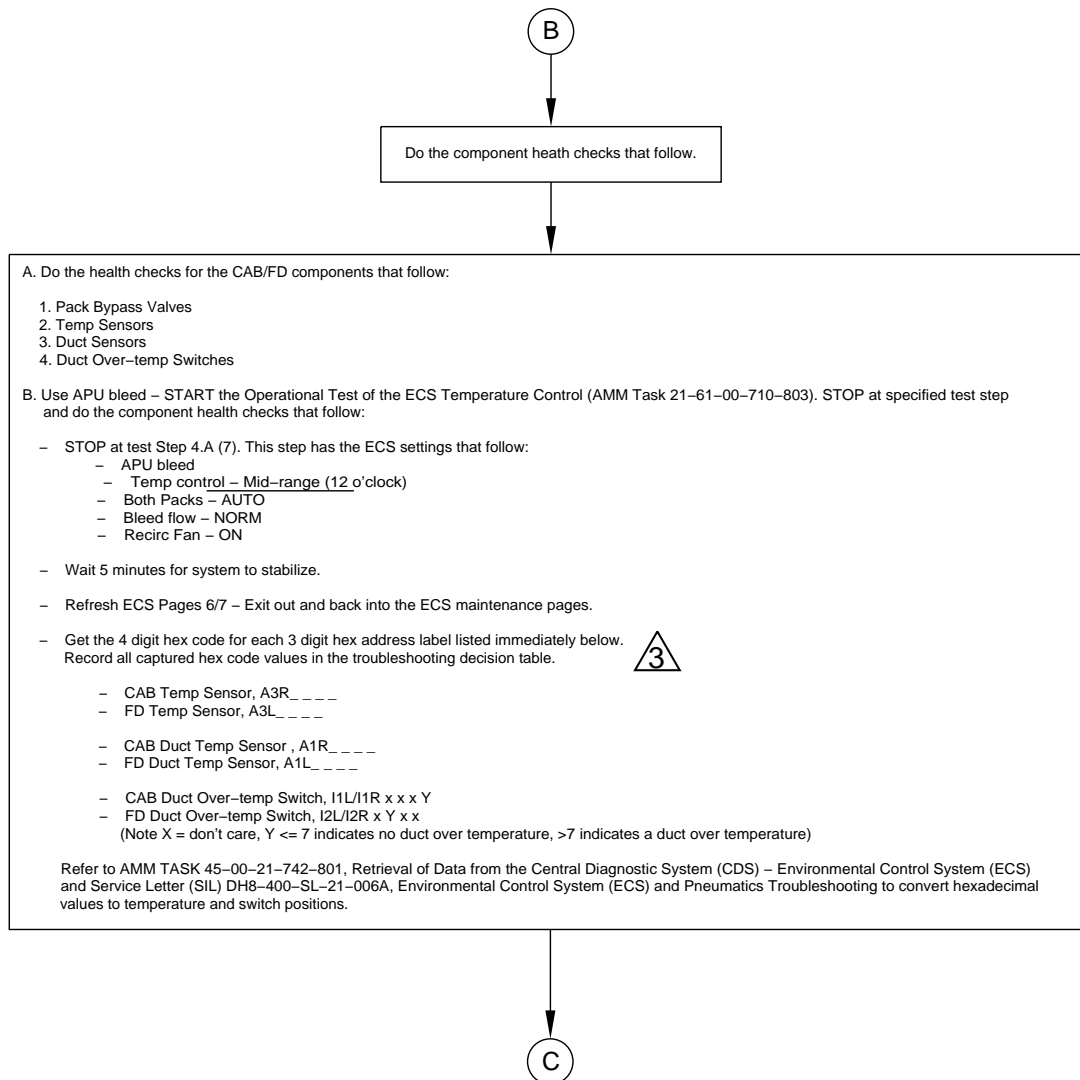 B
Do the component heath checks that follow.
A. Do the health checks for the CAB/FD components that follow:
1. Pack Bypass Valves
2. Temp Sensors
3. Duct Sensors
4. Duct Over−temp Switches
B. Use APU bleed − START the Operational Test of the ECS Temperature Control (AMM Task 21−61−00−710−803). STOP at specified test step
and do the component health checks that follow:
− STOP at test Step 4.A (7). This step has the ECS settings that follow:
− APU bleed
− Temp control − Mid−range (12 o'clock)
− Both Packs − AUTO
− Bleed flow − NORM
− Recirc Fan − ON
− Wait 5 minutes for system to stabilize.
− Refresh ECS Pages 6/7 − Exit out and back into the ECS maintenance pages.
− Get the 4 digit hex code for each 3 digit hex address label listed immediately below.
Record all captured hex code values in the troubleshooting decision table.
3
− CAB Temp Sensor, A3R_ _ _ _
− FD Temp Sensor, A3L_ _ _ _
− CAB Duct Temp Sensor , A1R_ _ _ _
− FD Duct Temp Sensor, A1L_ _ _ _
− CAB Duct Over−temp Switch, I1L/I1R x x x Y
− FD Duct Over−temp Switch, I2L/I2R x Y x x
(Note X = don't care, Y <= 7 indicates no duct over temperature, >7 indicates a duct over temperature)
Refer to AMM TASK 45−00−21−742−801, Retrieval of Data from the Central Diagnostic System (CDS) − Environmental Control System (ECS)
and Service Letter (SIL) DH8−400−SL−21−006A, Environmental Control System (ECS) and Pneumatics Troubleshooting to convert hexadecimal
values to temperature and switch positions.
C